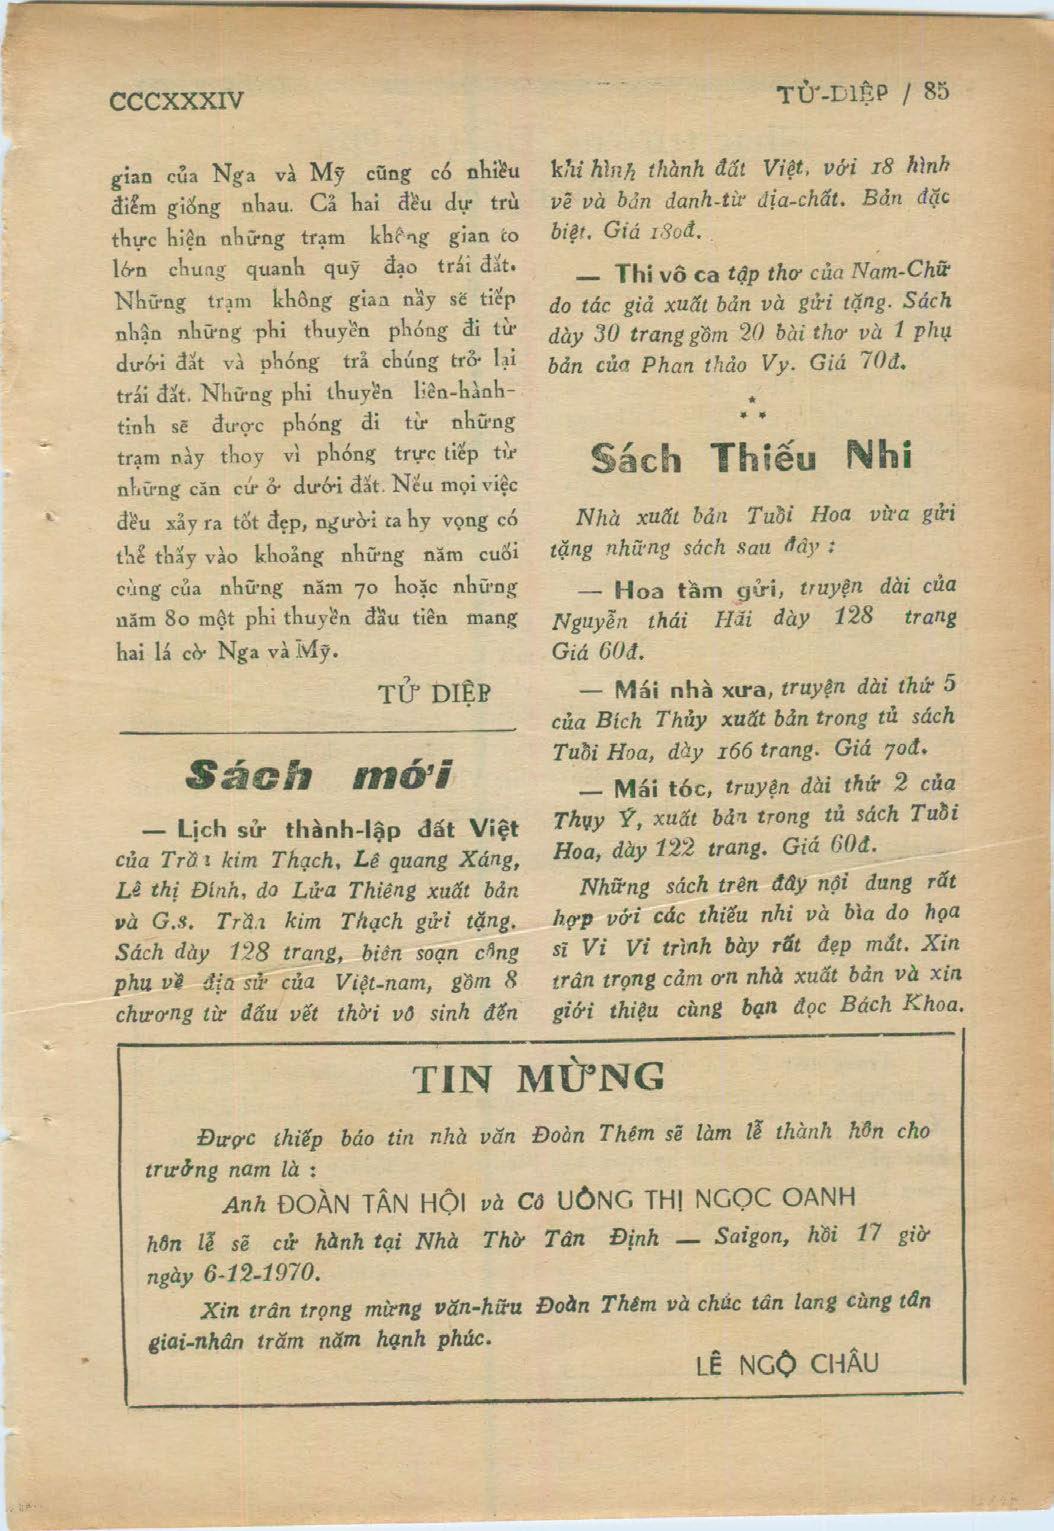 CCCXXXIV
TỬ-DIỆP / 85
gian của Nga và Mỹ cũng có nhiều
điểm giống nhau. Cả hai đều dự trù
thực hiện những trạm không gian to
lớn chung quanh quỹ đạo trái đất.
Những trạm không gian nầy sẽ tiếp
nhận những phi thuyền phóng đi từ
dưới đất và phóng trả chúng trở lại
trái đất. Những phi thuyền liên-hành-
tinh sẽ được phóng đi từ những
trạm này thoy vì phóng trực tiếp từ
những căn cứ ở dưới đất. Nếu mọi việc
đều xảy ra tốt đẹp, người ta hy vọng có
thể thấy vào khoảng những năm cuối
cùng của những năm 70 hoặc những
năm 80 một phi thuyền đầu tiên mang
hai lá cờ Nga và Mỹ.
TỬ DIỆP
Sách mới
— Lịch sử thành-lập đất Việt
của Trần kim Thạch, Lê quang Xáng,
Lê thị Đính, do Lửa Thiêng xuất bản
và G.s. Trần kim Thạch gửi tặng.
Sách dày 128 trang, biên soạn công
phu về địa sử của Việt-nam, gồm 8
chương từ dấu vết thời vô sinh đến
khi hình thành đất Việt, với 18 hình
vẽ và bản danh-từ địa-chất. Bản đặc
biệt. Giá 180đ.
— Thi vô ca tập thơ của Nam-Chữ
do tác giả xuất bản và gửi tặng. Sách
dày 30 trang gồm 20 bài thơ và 1 phụ
bản của Phan thảo Vy. Giá 70đ.
* * *
Sách Thiếu Nhi
Nhà xuất bản Tuổi Hoa vừa gửi
tặng những sách sau đây :
— Hoa tầm gửi, truyện dài của
Nguyễn thái Hải dày 128 trang
Giá 60đ.
— Mái nhà xưa, truyện dài thứ 5
của Bích Thủy xuất bản trong tủ sách
Tuổi Hoa, dày 166 trang. Giá 70đ.
— Mái tóc, truyện dài thứ 2 của
Thụy Ý, xuất bản trong tủ sách Tuổi
Hoa, dày 122 trang. Giá 60đ.
Những sách trên đây nội dung rất
hợp với các thiếu nhi và bìa do họa
sĩ Vi Vi trình bày rất đẹp mắt. Xin
trân trọng cảm ơn nhà xuất bản và xin
giới thiệu cùng bạn đọc Bách Khoa.
TIN MỪNG
Được thiếp báo tin nhà văn Đoàn Thêm sẽ làm lễ thành hôn cho
trưởng nam là :
Anh ĐOÀN TÂN HỘI và Cô UÔNG THỊ NGỌC OANH
hôn lễ sẽ cử hành tại Nhà Thờ Tân Định — Saigon, hồi 17 giờ
ngày 6-12-1970.
Xin trân trọng mừng văn-hữu Đoàn Thêm và chúc tân lang cùng tân
giai-nhân trăm năm hạnh phúc.
LÊ NGỘ CHÂU